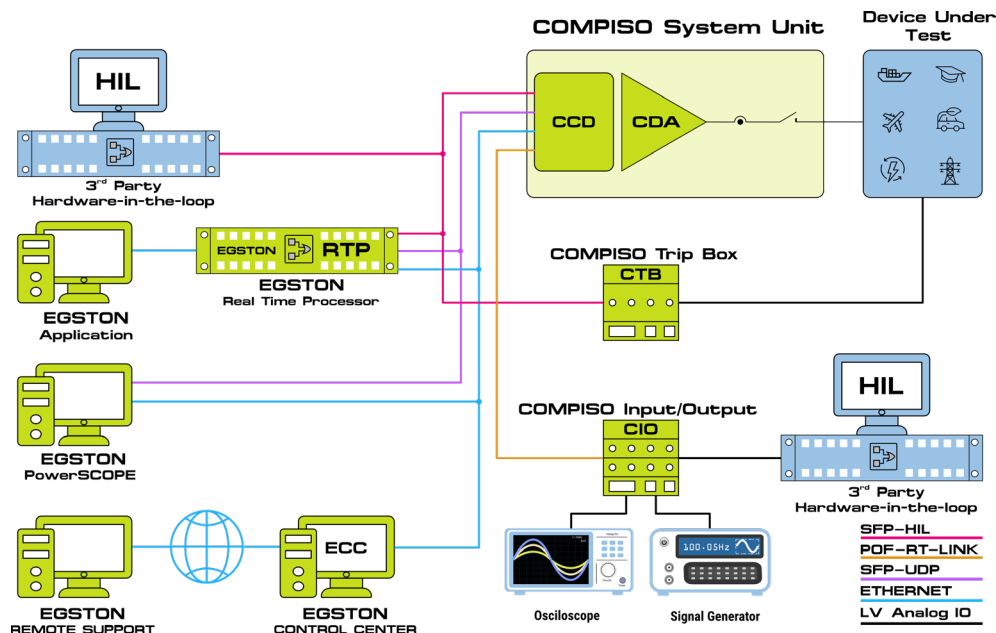 COMPISO System Unit
Device Under
Test
HIL
CCD
CDA
3rd Party
Hardware-in-the-loop
EGSTON
RTP
COMPISO Trip Box
CTB
EGSTON
Real Time Processor
EGSTON
Application
HIL
COMPISO Input/Output
CIO
EGSTON
PowerSCOPE
3rd Party
Hardware-in-the-loop
SFP-HIL
POF-RT-LINK
SFP-UDP
ETHERNET
LV Analog IO
ECC
100.05Hz
Osciloscope
Signal Generator
EGSTON
REMOTE SUPPORT
EGSTON
CONTROL CENTER